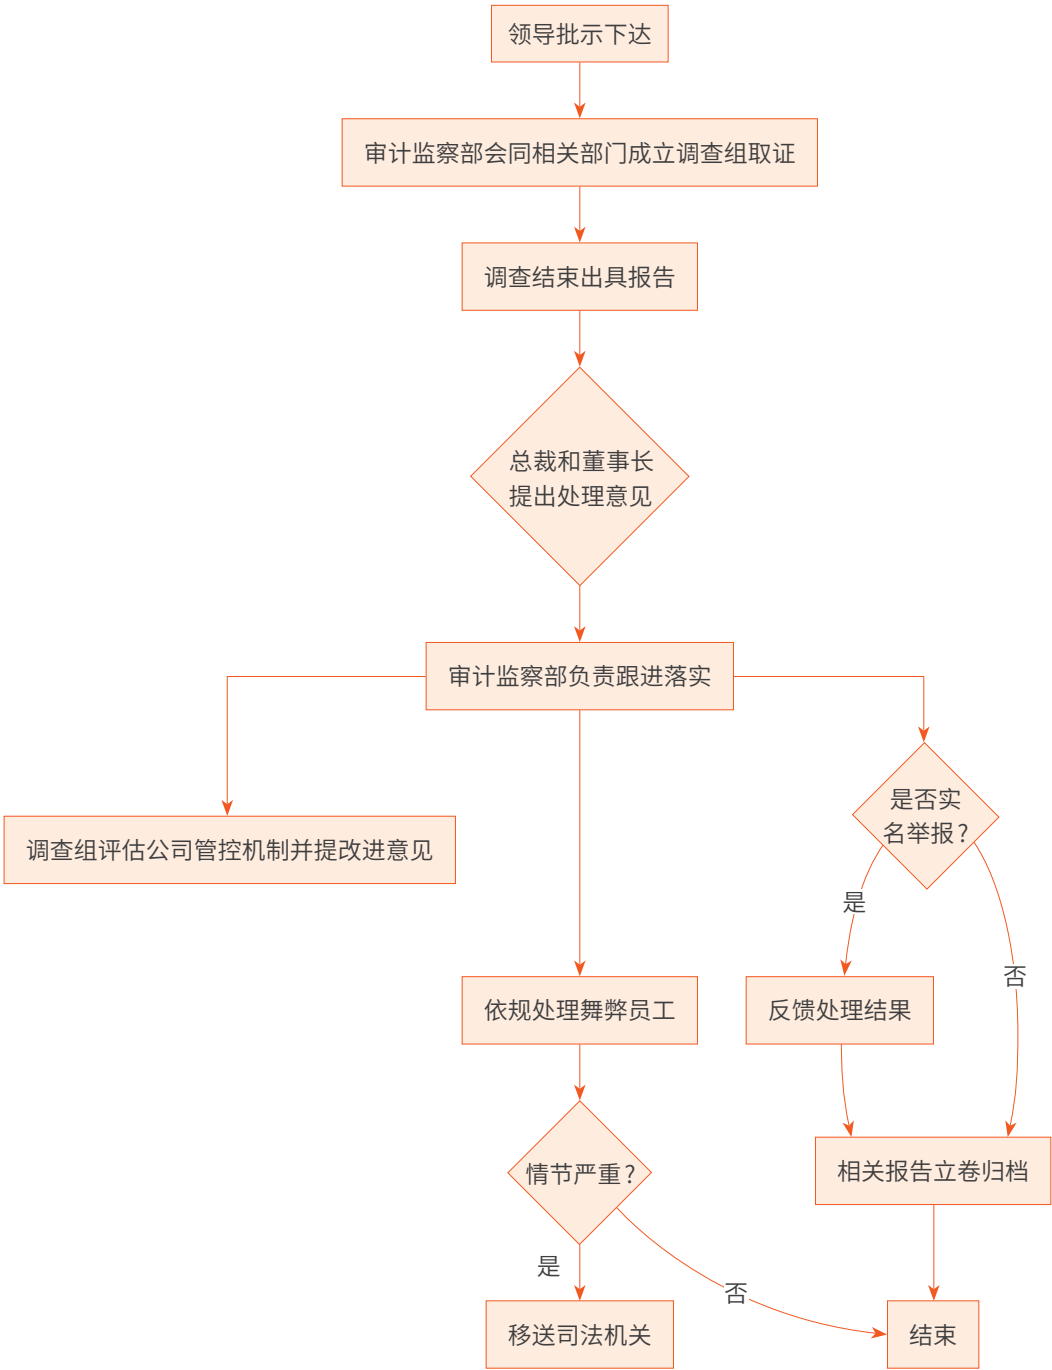 领导批示下达
审计监察部会同相关部门成立调查组取证
调查结束出具报告
总裁和董事长
提出处理意见
审计监察部负责跟进落实
是否实
名举报?
调查组评估公司管控机制并提改进意见
是
否
依规处理舞弊员工
反馈处理结果
情节严重?
相关报告立卷归档
是
否
移送司法机关
结束